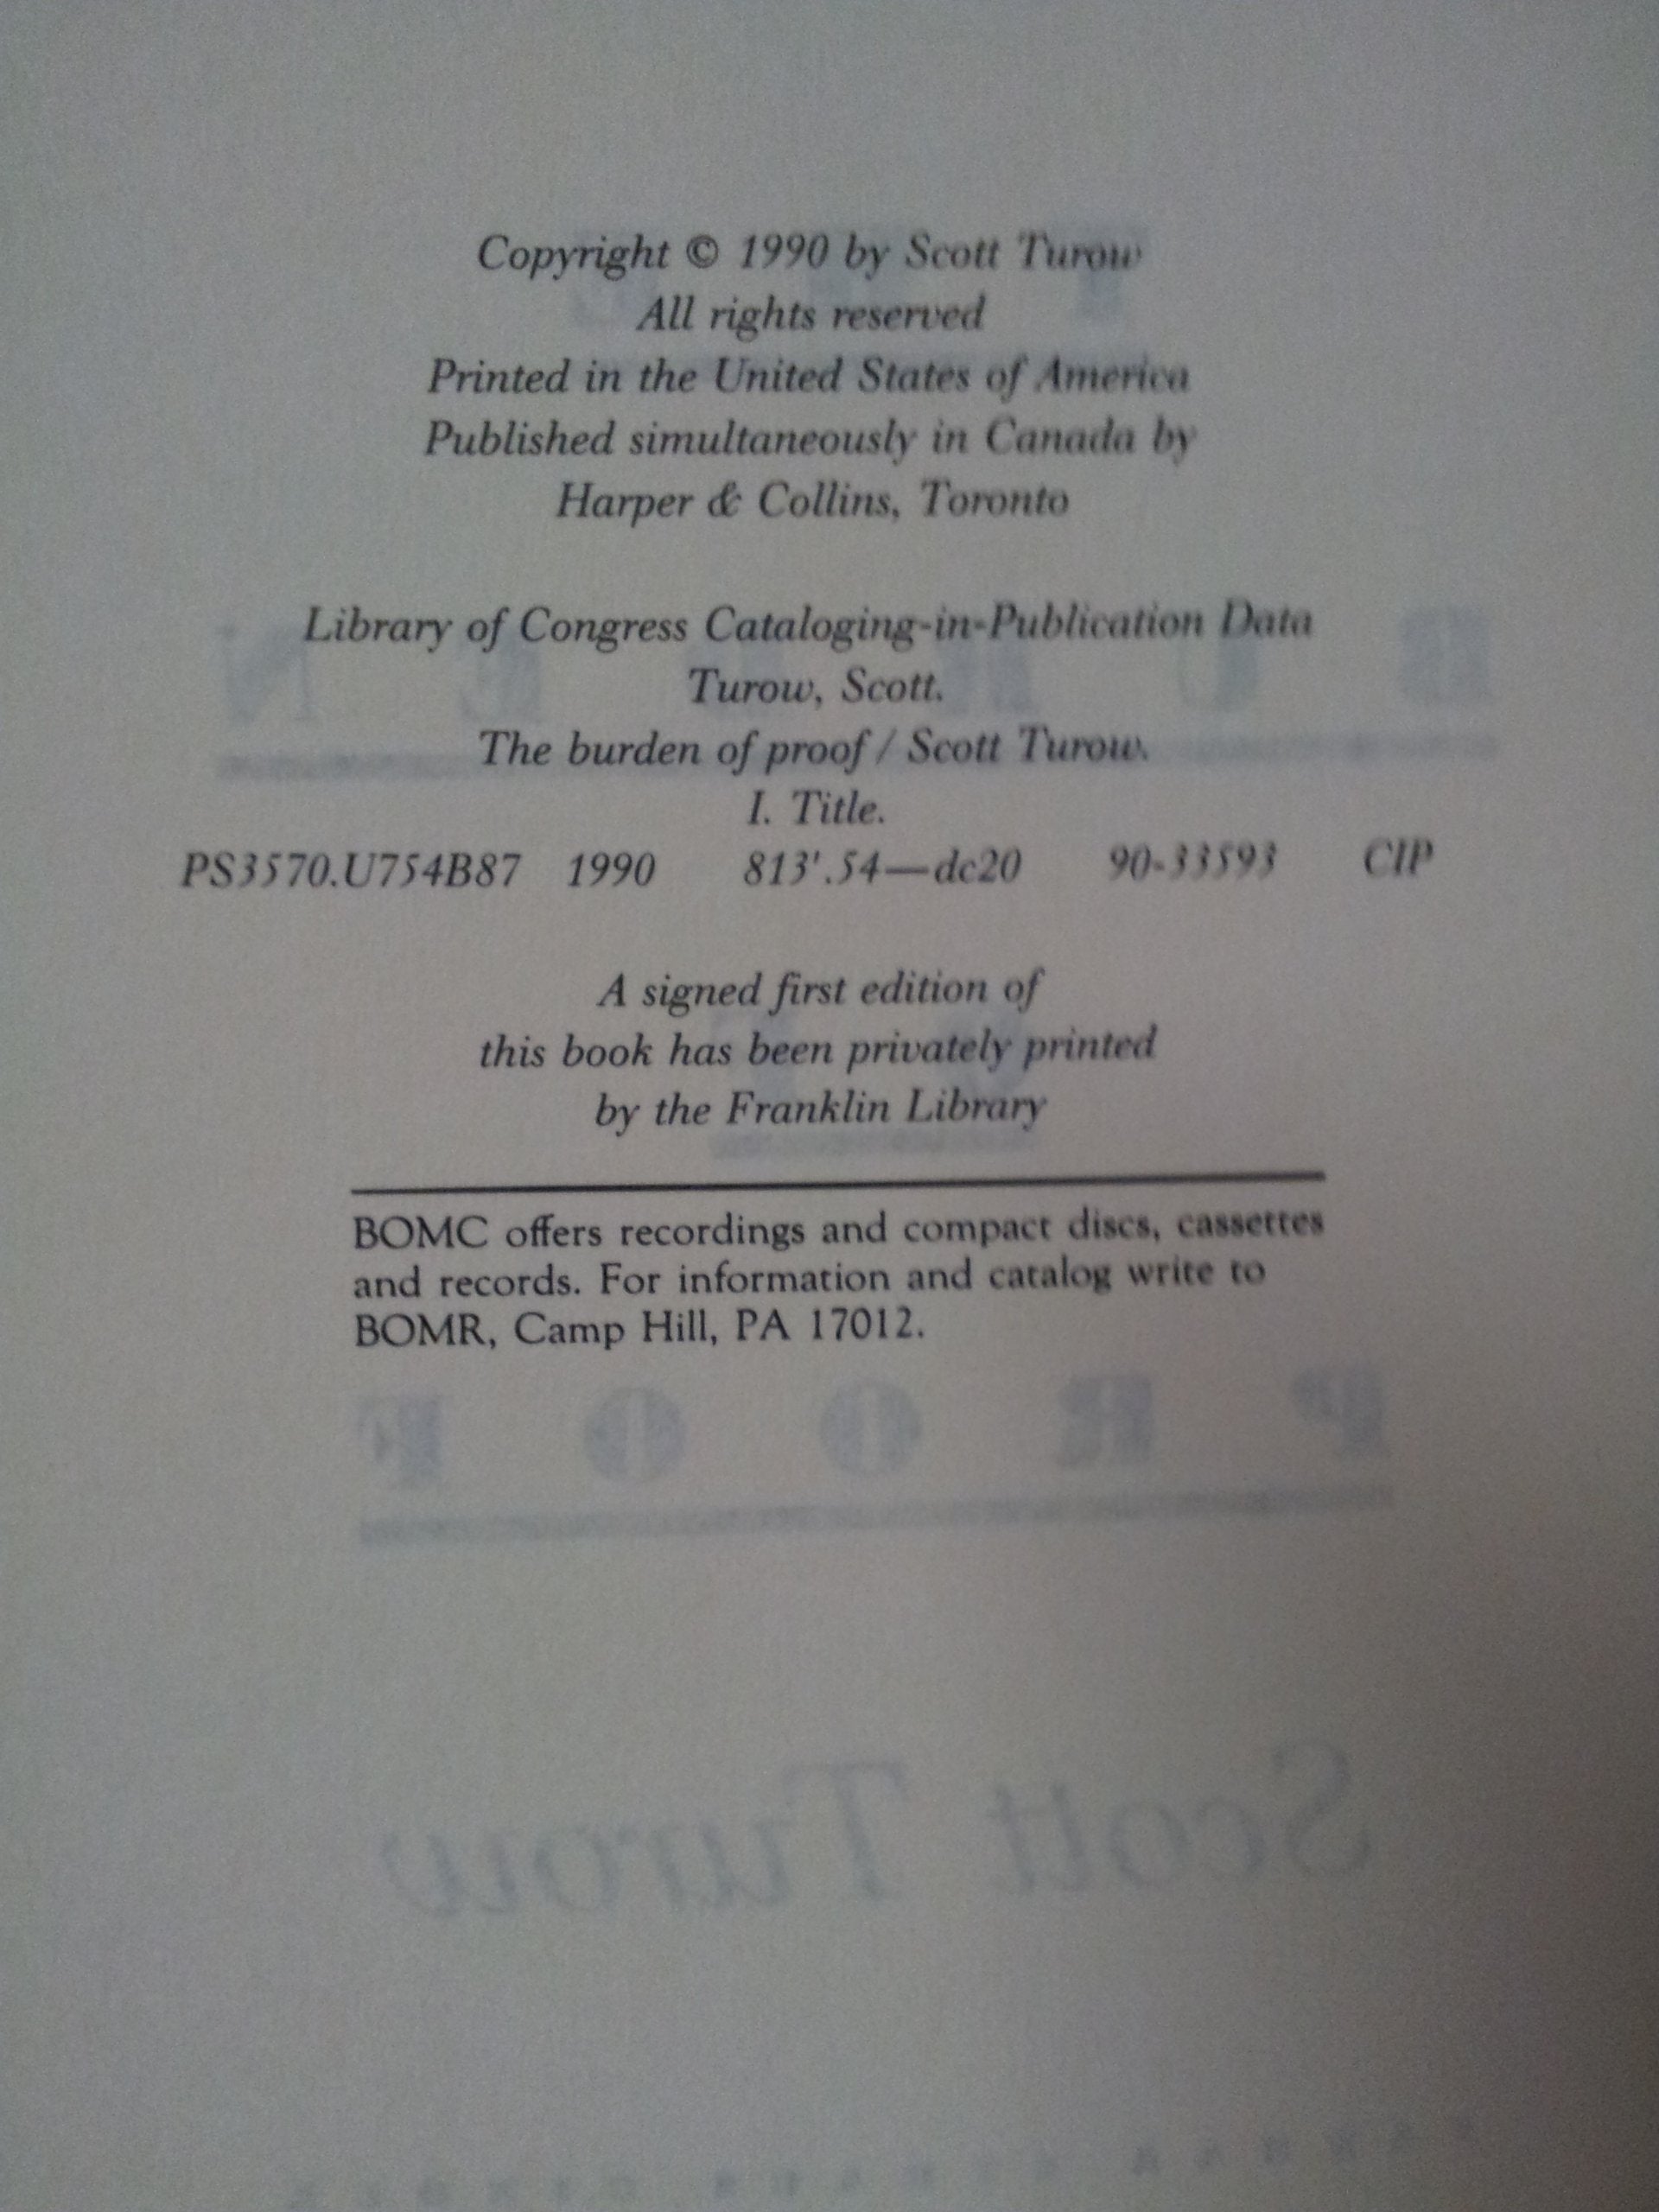 Copyright © 1990 by Scott Turow
All rights reserved
Printed in the United States of America
Published simultaneously in Canada by
Harper & Collins, Toronto
Library of Congress Cataloging-in-Publication Data
Turow, Scott.
The burden of proof / Scott Turow.
I. Title.
PS3570.U754B87 1990 813'.54—dc20 90-33593 CIP
A signed first edition of
this book has been privately printed
by the Franklin Library
BOMC offers recordings and compact discs, cassettes
and records. For information and catalog write to
BOMR, Camp Hill, PA 17012.
PROOF
Scott Turow